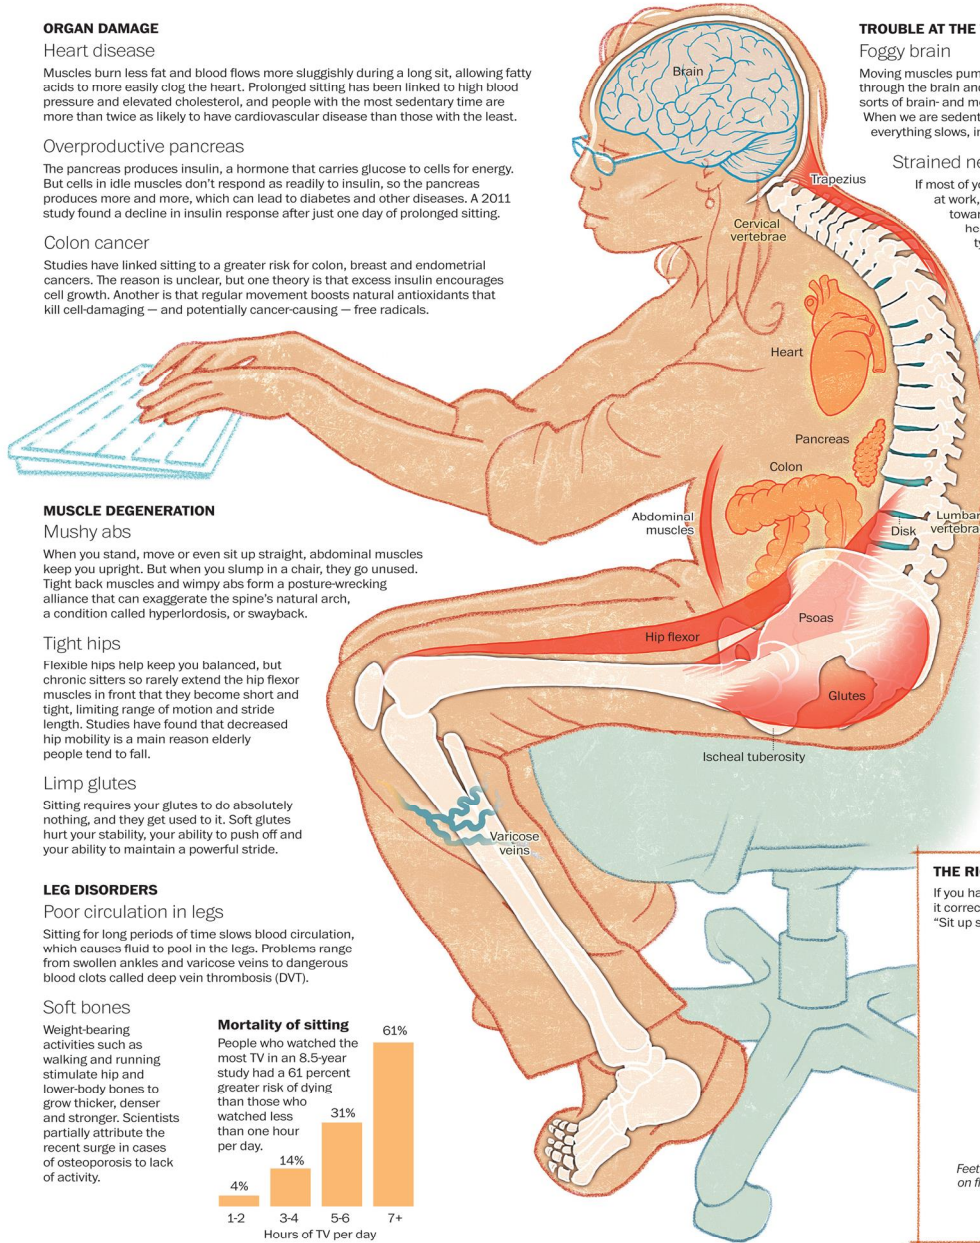 ORGAN DAMAGE
Heart disease
Muscles burn less fat and blood flows more sluggishly during a long sit, allowing fatty
acids to more easily clog the heart. Prolonged sitting has been linked to high blood
pressure and elevated cholesterol, and people with the most sedentary time are
more than twice as likely to have cardiovascular disease than those with the least.
Overproductive pancreas
The pancreas produces insulin, a hormone that carries glucose to cells for energy.
But cells in idle muscles don't respond as readily to insulin, so the pancreas
produces more and more, which can lead to diabetes and other diseases. A 2011
study found a decline in insulin response after just one day of prolonged sitting.
Colon cancer
Studies have linked sitting to a greater risk for colon, breast and endometrial
cancers. The reason is unclear, but one theory is that excess insulin encourages
cell growth. Another is that regular movement boosts natural antioxidants that
kill cell-damaging — and potentially cancer-causing — free radicals.
TROUBLE AT THE
Foggy brain
Moving muscles pum
through the brain and
sorts of brain- and m
When we are sedent
everything slows, in
Strained ne
If most of yo
at work,
towar
Brain
Trapezius
Cervical
vertebrae
Heart
Pancreas
Colon
Abdominal
muscles
Disk
Lumbar
vertebra
Psoas
Hip flexor
Glutes
Ischeal tuberosity
Varicose
veins
MUSCLE DEGENERATION
Mushy abs
When you stand, move or even sit up straight, abdominal muscles
keep you upright. But when you slump in a chair, they go unused.
Tight back muscles and wimpy abs form a posture-wrecking
alliance that can exaggerate the spine's natural arch,
a condition called hyperlordosis, or swayback.
Tight hips
Flexible hips help keep you balanced, but
chronic sitters so rarely extend the hip flexor
muscles in front that they become short and
tight, limiting range of motion and stride
length. Studies have found that decreased
hip mobility is a main reason elderly
people tend to fall.
Limp glutes
Sitting requires your glutes to do absolutely
nothing, and they get used to it. Soft glutes
hurt your stability, your ability to push off and
your ability to maintain a powerful stride.
LEG DISORDERS
Poor circulation in legs
Sitting for long periods of time slows blood circulation,
which causes fluid to pool in the legs. Problems range
from swollen ankles and varicose veins to dangerous
blood clots called deep vein thrombosis (DVT).
Soft bones
Weight-bearing
activities such as
walking and running
stimulate hip and
lower-body bones to
grow thicker, denser
and stronger. Scientists
partially attribute the
recent surge in cases
of osteoporosis to lack
of activity.
Mortality of sitting
People who watched the
most TV in an 8.5-year
study had a 61 percent
greater risk of dying
than those who
watched less
than one hour
per day.
4%
14%
31%
61%
1-2 3-4 5-6 7+
Hours of TV per day
THE RI
If you ha
it correc
"Sit up s
Feet
on fl